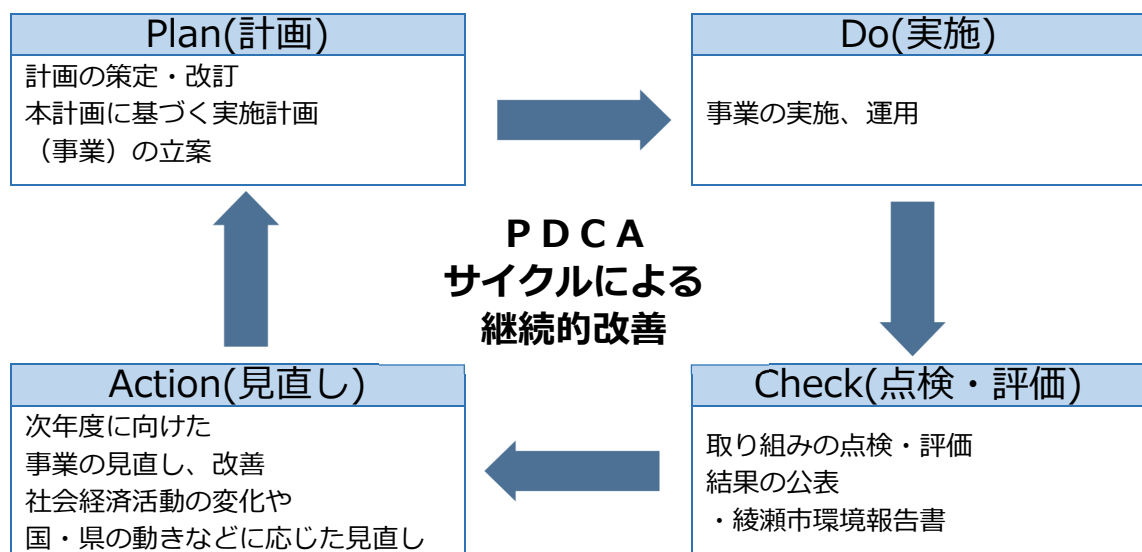 Plan(計画)
計画の策定・改訂
本計画に基づく実施計画
（事業）の立案
Do(実施)
事業の実施、運用
ＰＤＣＡ
サイクルによる
継続的改善
Action(見直し)
次年度に向けた
事業の見直し、改善
社会経済活動の変化や
国・県の動きなどに応じた見直し
Check(点検・評価)
取り組みの点検・評価
結果の公表
・綾瀬市環境報告書